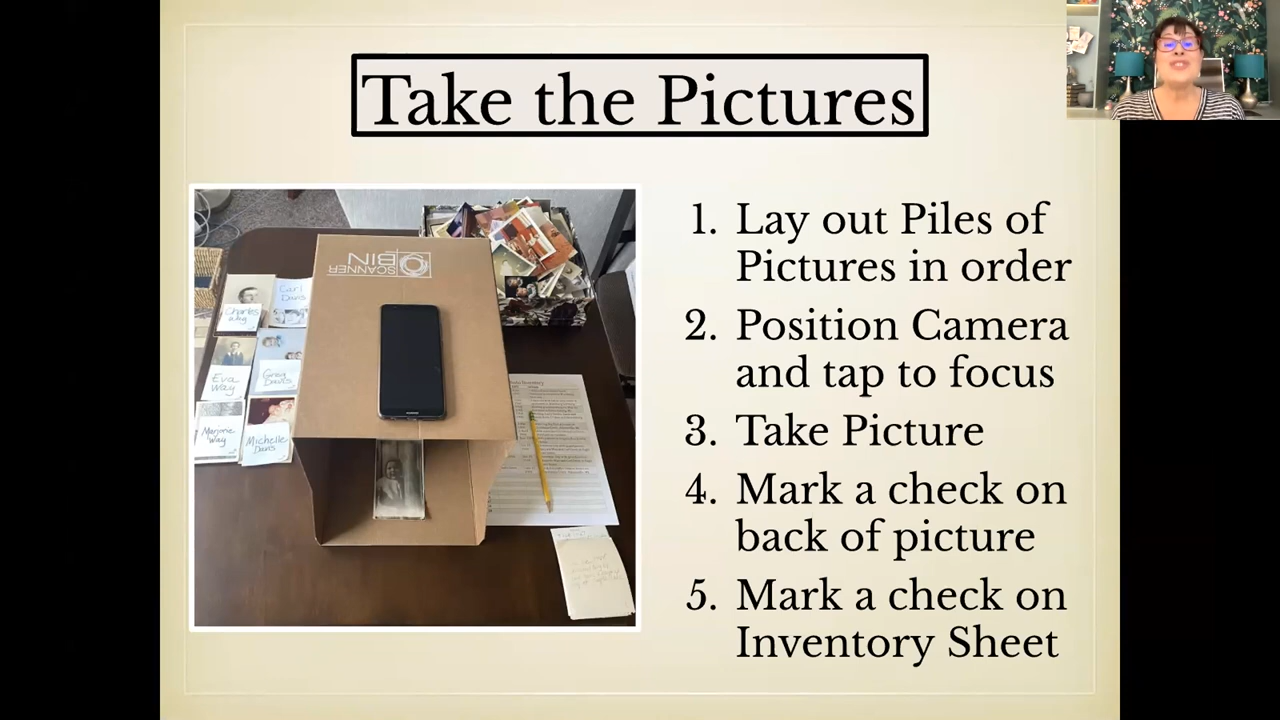 Take the Pictures
SCANNER
BIN
Carl
Davis
Charles
Way
Eva
Way
Greg
Davis
Marjorie
Way
Michelle
Davis
Inventory
1. Lay out Piles of
Pictures in order
2. Position Camera
and tap to focus
3. Take Picture
4. Mark a check on
back of picture
5. Mark a check on
Inventory Sheet